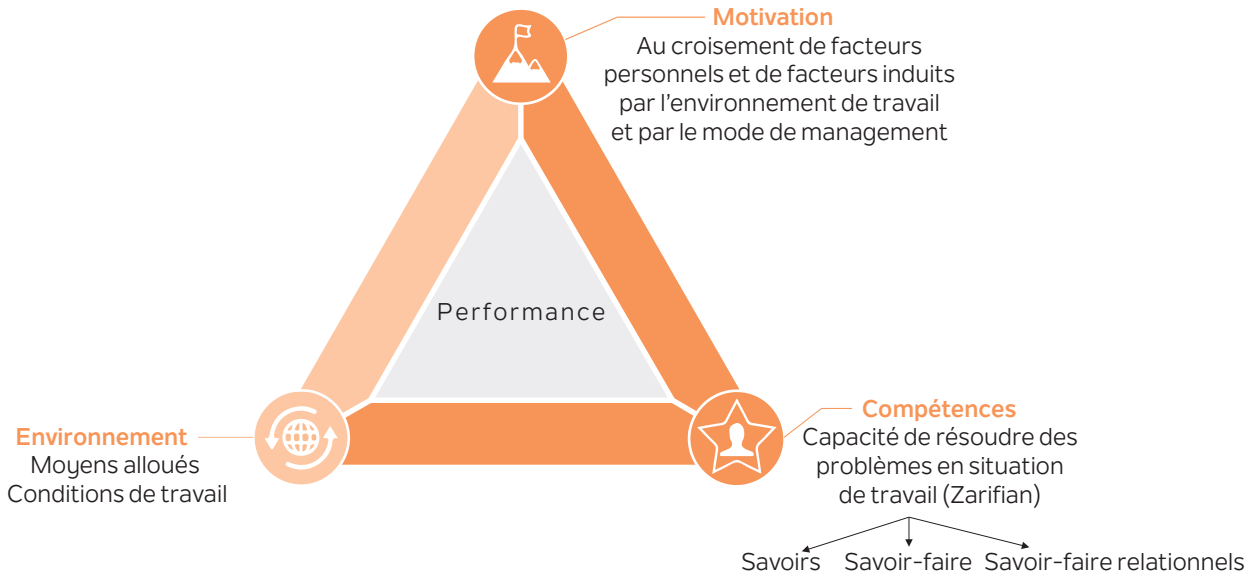 Motivation
Au croisement de facteurs
personnels et de facteurs induits
par l'environnement de travail
et par le mode de management
Performance
Environnement
Moyens alloués
Conditions de travail
Compétences
Capacité de résoudre des
problèmes en situation
de travail (Zarifian)
Savoirs Savoir-faire Savoir-faire relationnels